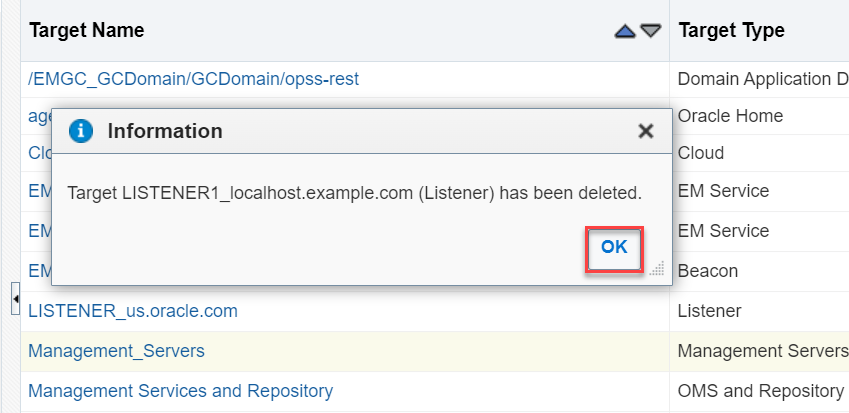 Target Name Target Type
/EMGC_GCDomain/GCDomain/opss-rest Domain Application D
Oracle Home
Information
Cloud
Target LISTENER1_localhost.example.com (Listener) has been deleted.
EM EM Service
EM EM Service
OK
EM Beacon
LISTENER_us.oracle.com Listener
Management_Servers Management Servers
Management Services and Repository OMS and Repository